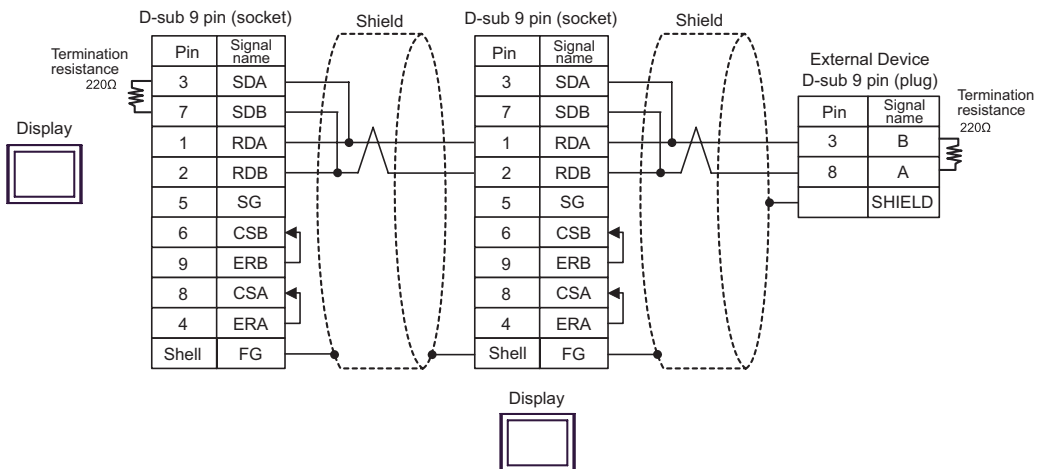 D-sub 9 pin (socket)
Shield
Termination
resistance
220Ω
Display
Pin Signal name
3 SDA
7 SDB
1 RDA
2 RDB
5 SG
6 CSB
9 ERB
8 CSA
4 ERA
Shell FG
D-sub 9 pin (socket)
Shield
Pin Signal name
3 SDA
7 SDB
1 RDA
2 RDB
5 SG
6 CSB
9 ERB
8 CSA
4 ERA
Shell FG
Display
External Device
D-sub 9 pin (plug)
Pin Signal name
3 B
8 A
SHIELD
Termination
resistance
220Ω